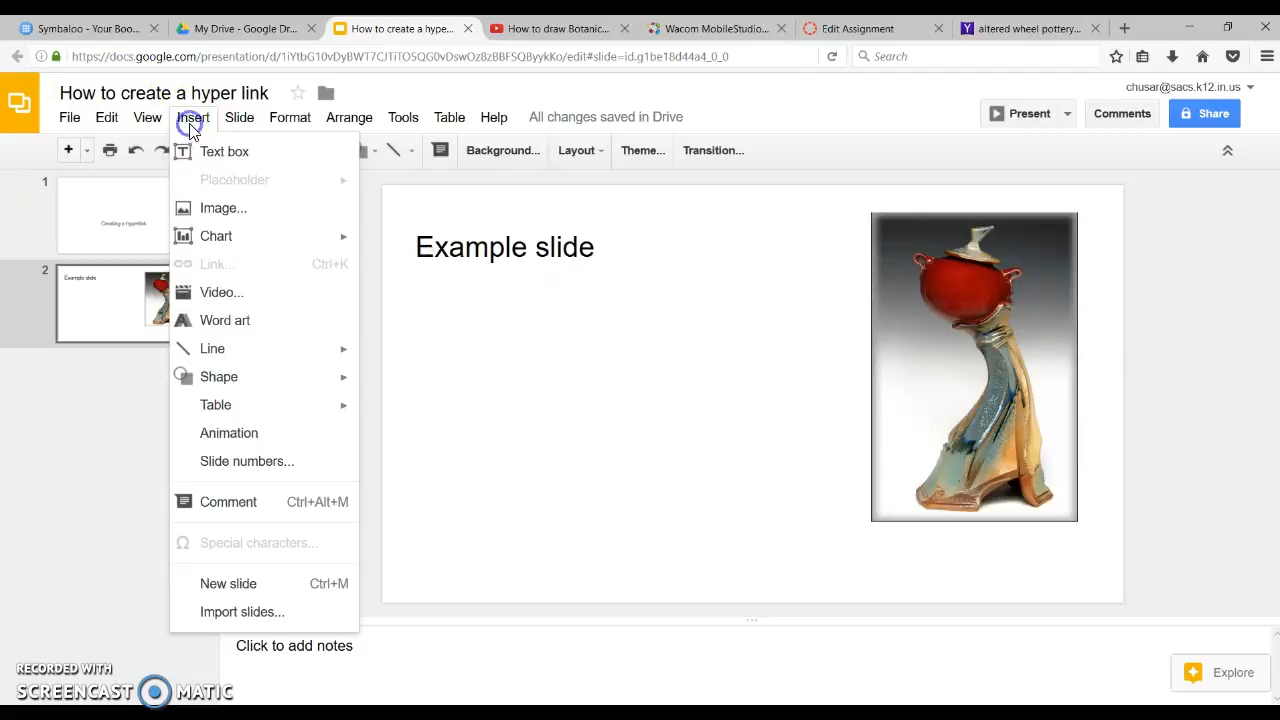 Symbaloo - Your Boo...
My Drive - Google Dr...
How to create a hype...
How to draw Botanic...
Wacom MobileStudio...
Edit Assignment
altered wheel pottery...
https://docs.google.com/presentation/d/1iYtbG10vDyBWT7CJTiTO5QG0vDswOz8zBBFSQByykKo/edit#slide=id.g1be18d44a4_0_0
Search
How to create a hyper link
chusar@sacs.k12.in.us
File Edit View Insert Slide Format Arrange Tools Table Help All changes saved in Drive
Present
Comments
Share
Background...
Layout
Theme...
Transition...
Text box
Placeholder
Image...
Chart
Link... Ctrl+K
Video...
Word art
Line
Shape
Table
Animation
Slide numbers...
Comment Ctrl+Alt+M
Special characters...
New slide Ctrl+M
Import slides...
1
Creating a hyperlink
2
Example slide
Example slide
Click to add notes
Explore
RECORDED WITH
SCREENCAST MATIC